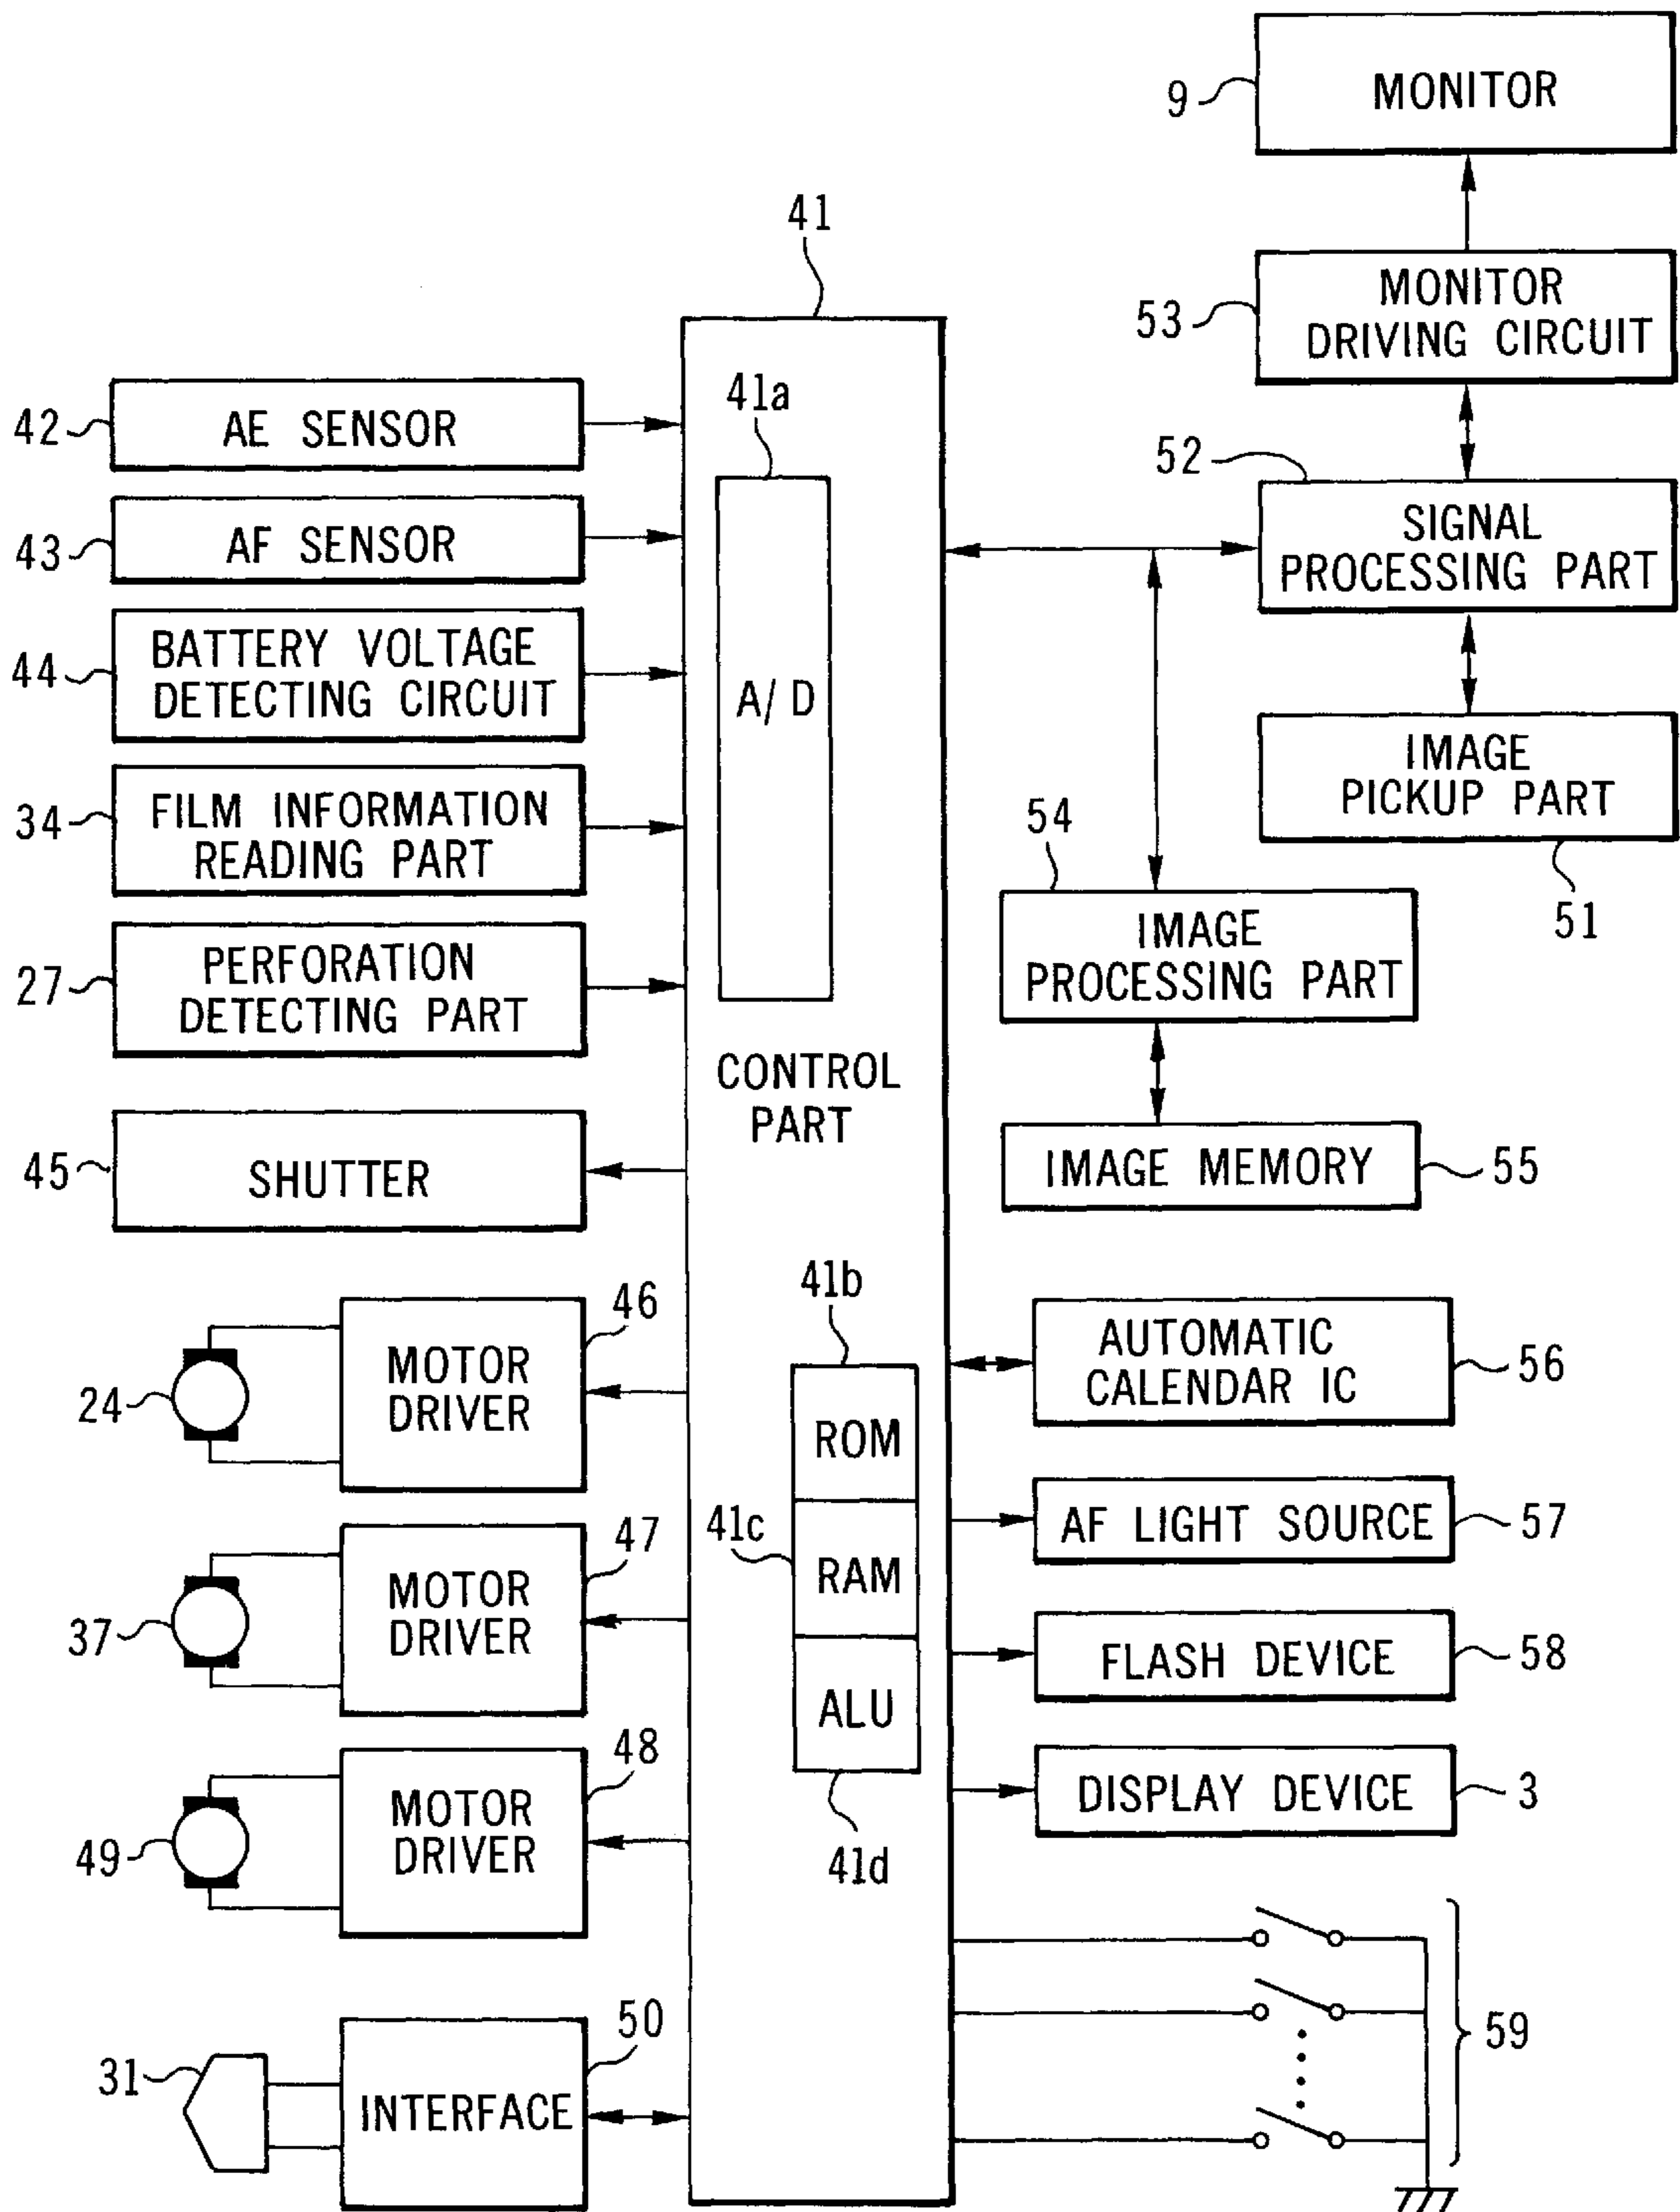 9
MONITOR
41
53
MONITOR
DRIVING CIRCUIT
42
AE SENSOR
41a
52
SIGNAL
PROCESSING PART
43
AF SENSOR
44
BATTERY VOLTAGE
DETECTING CIRCUIT
A/D
IMAGE
PICKUP PART
51
34
FILM INFORMATION
READING PART
54
IMAGE
PROCESSING PART
27
PERFORATION
DETECTING PART
CONTROL
PART
45
SHUTTER
IMAGE MEMORY
55
46
MOTOR
DRIVER
24
41b
ROM
AUTOMATIC
CALENDAR IC
56
47
MOTOR
DRIVER
37
41c
RAM
AF LIGHT SOURCE
57
FLASH DEVICE
58
48
MOTOR
DRIVER
49
ALU
41d
DISPLAY DEVICE
3
50
31
INTERFACE
59